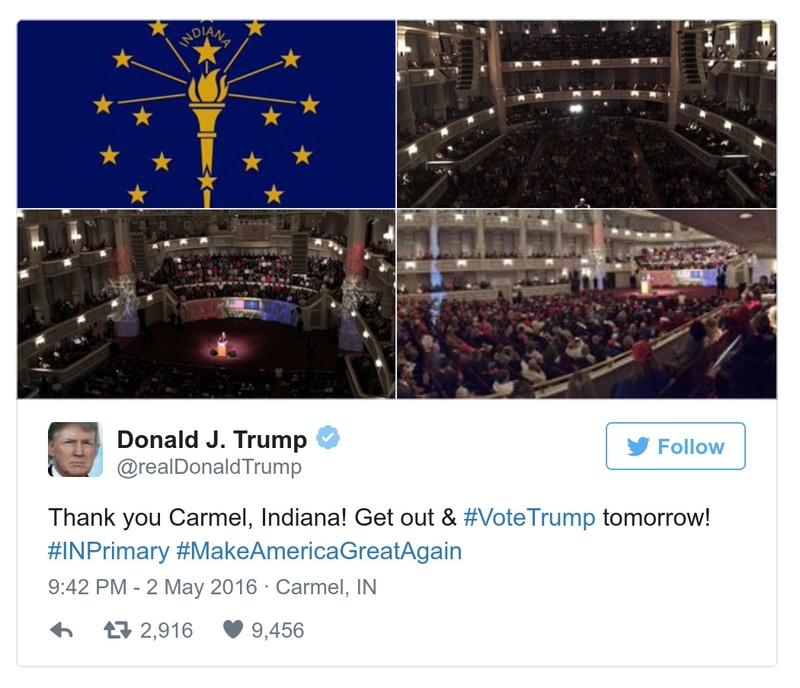 INDIANA
Donald J. Trump
@realDonaldTrump
Follow
Thank you Carmel, Indiana! Get out & #VoteTrump tomorrow!
#INPrimary #MakeAmericaGreatAgain
9:42 PM - 2 May 2016 · Carmel, IN
2,916 9,456